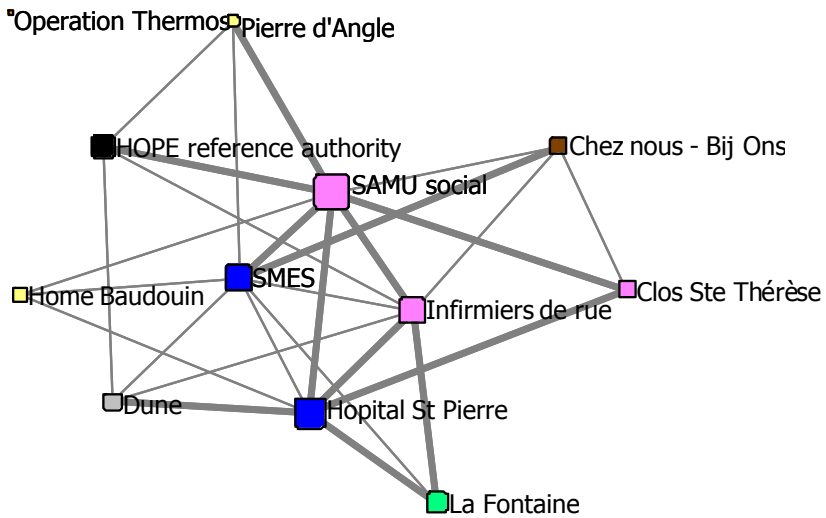 Operation Thermos
Pierre d'Angle
HOPE reference authority
Chez nous - Bij Ons
SAMU social
SMES
Home Baudouin
Infirmiers de rue
Clos Ste Thérèse
Dune
Hopital St Pierre
La Fontaine